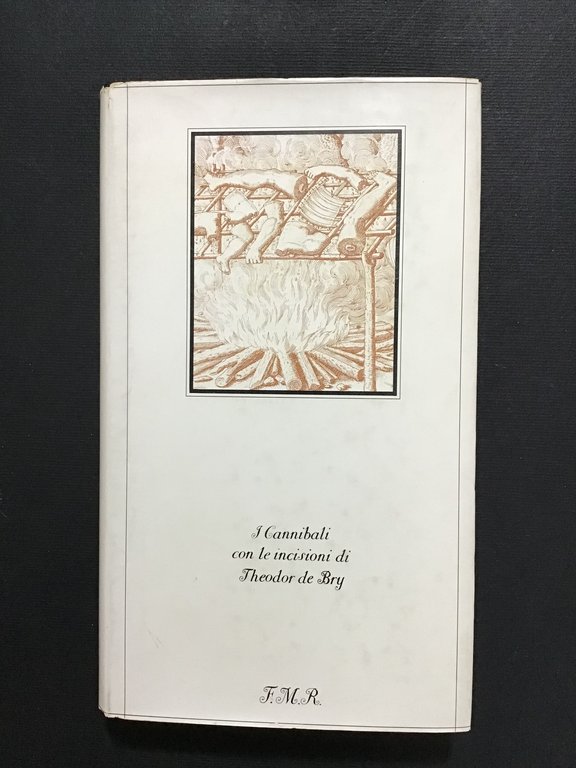 I Cannibali
con le incisioni di
Theodor de Bry
F.M.R.